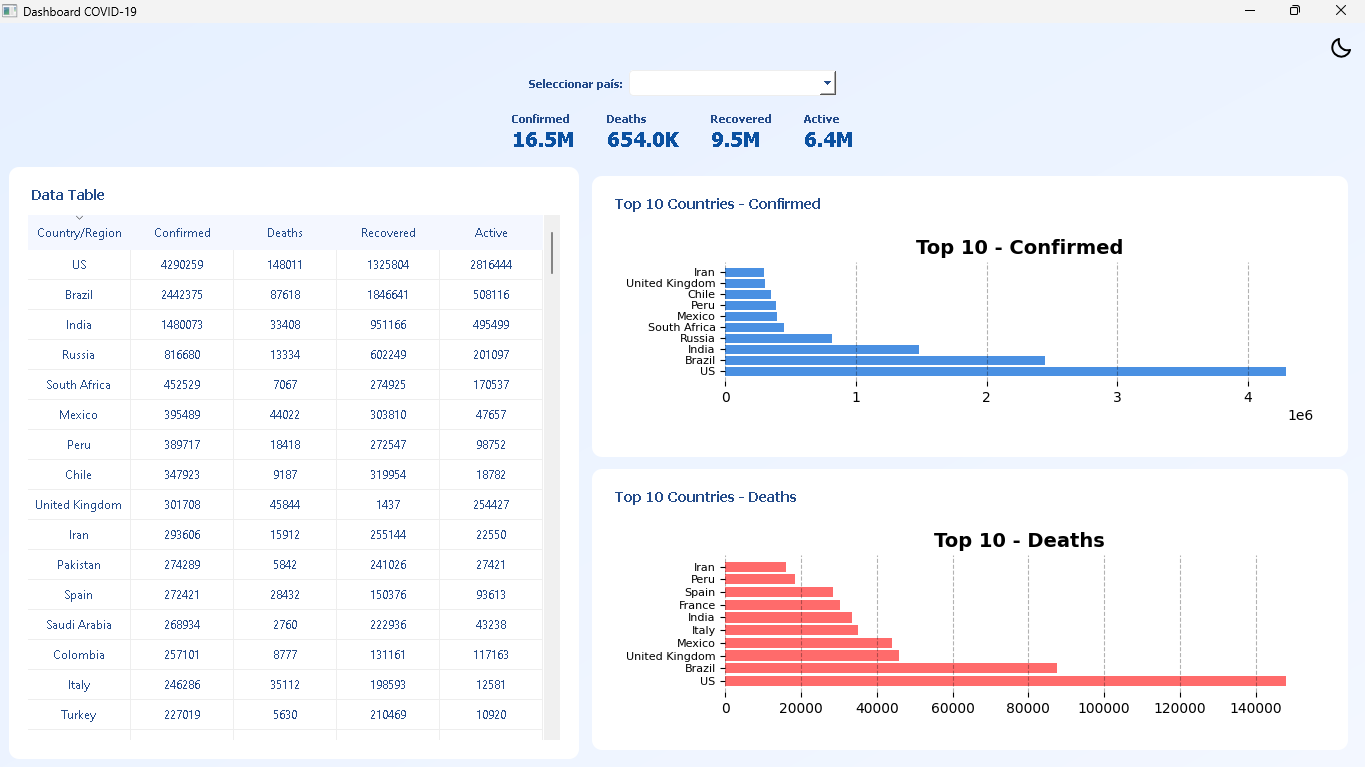 Dashboard COVID-19
Seleccionar país:
Confirmed Deaths Recovered Active
16.5M 654.0K 9.5M 6.4M
Data Table
Country/Region Confirmed Deaths Recovered Active
US 4290259 148011 1325804 2816444
Brazil 2442375 87618 1846641 508116
India 1480073 33408 951166 495499
Russia 816680 13334 602249 201097
South Africa 452529 7067 274925 170537
Mexico 395489 44022 303810 47657
Peru 389717 18418 272547 98752
Chile 347923 9187 319954 18782
United Kingdom 301708 45844 1437 254427
Iran 293606 15912 255144 22550
Pakistan 274289 5842 241026 27421
Spain 272421 28432 150376 93613
Saudi Arabia 268934 2760 222936 43238
Colombia 257101 8777 131161 117163
Italy 246286 35112 198593 12581
Turkey 227019 5630 210469 10920
Top 10 Countries - Confirmed
Top 10 - Confirmed
Iran
United Kingdom
Chile
Peru
Mexico
South Africa
Russia
India
Brazil
US
0 1 2 3 4
1e6
Top 10 Countries - Deaths
Top 10 - Deaths
Iran
Peru
Spain
France
India
Italy
Mexico
United Kingdom
Brazil
US
0 20000 40000 60000 80000 100000 120000 140000